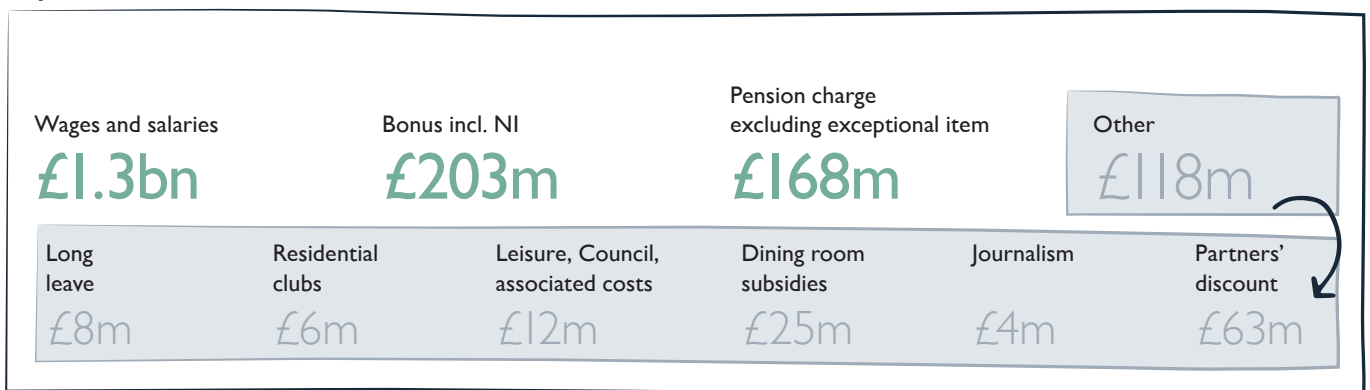 Pension charge
Wages and salaries
Bonus incl. NI
excluding exceptional item
Other
£1.3bn
£203m
£168m
£118m
Long
leave
£8m
Residential
clubs
£6m
Leisure, Council,
associated costs
£12m
Dining room
subsidies
£25m
Journalism
£4m
Partners’
discount
£63m